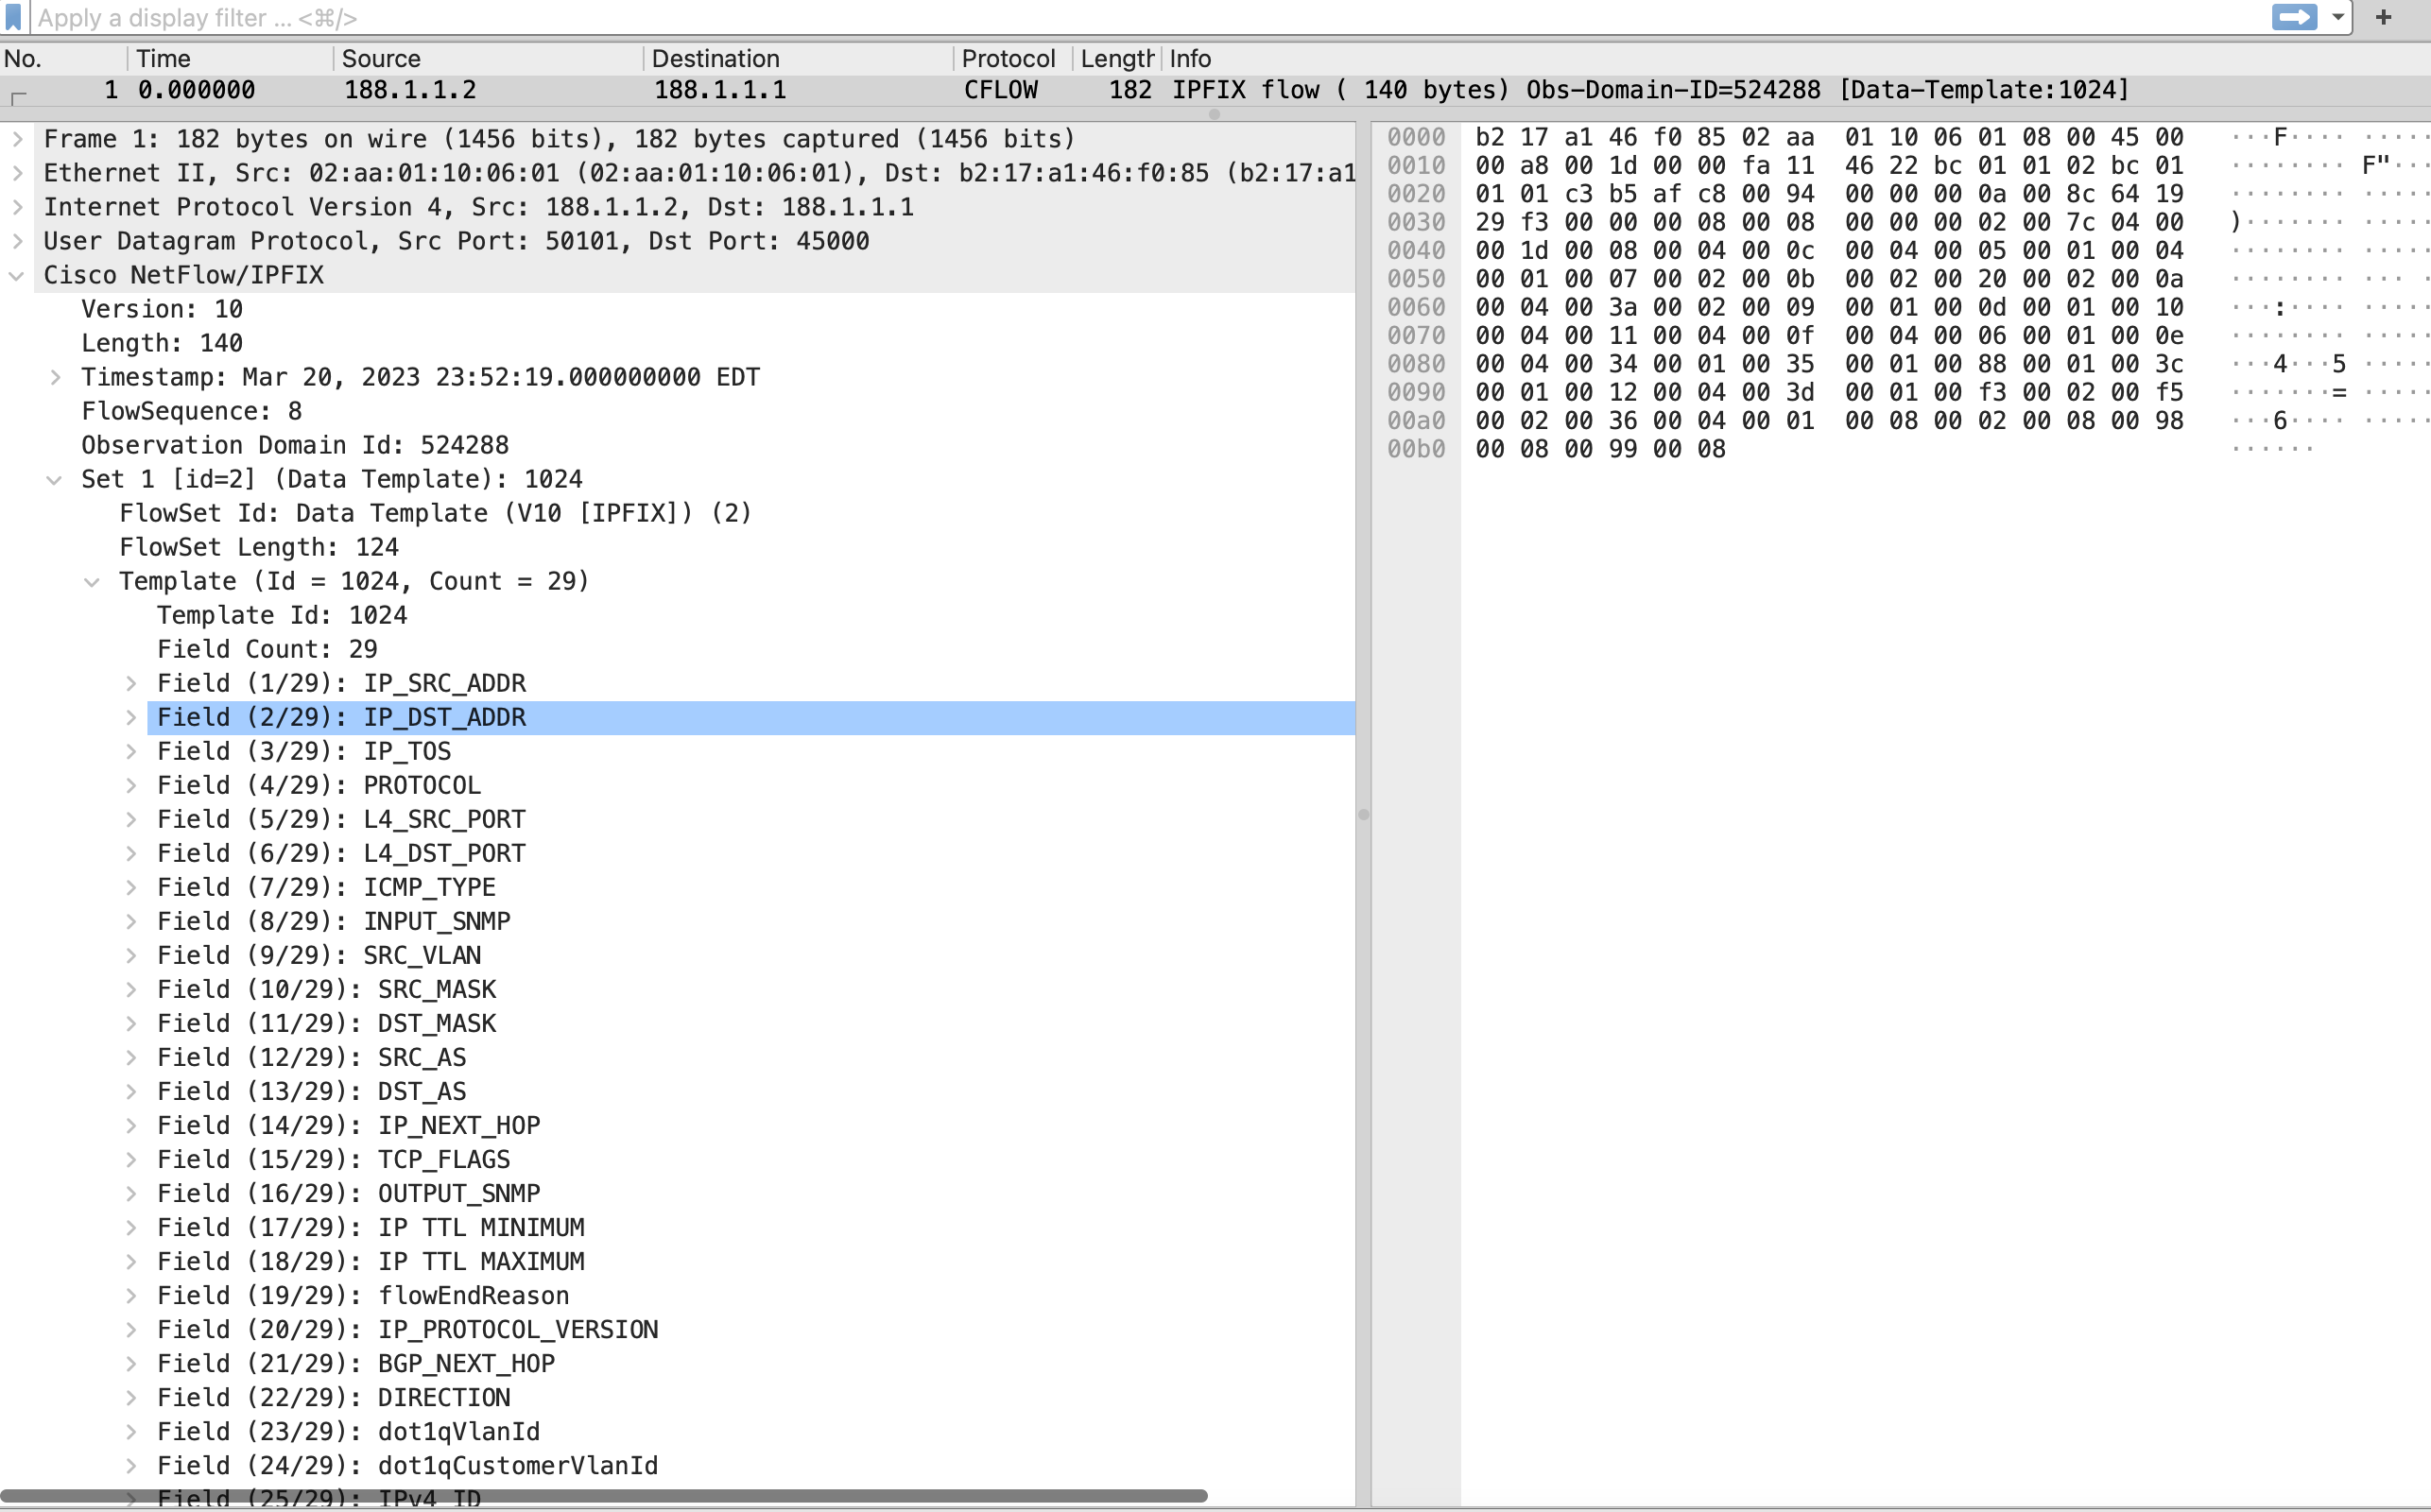 Apply a display filter ... <⌘/>
No. Time Source Destination Protocol Length Info
1 0.000000 188.1.1.2 188.1.1.1 CFLOW 182 IPFIX flow ( 140 bytes) Obs-Domain-ID=524288 [Data-Template:1024]
Frame 1: 182 bytes on wire (1456 bits), 182 bytes captured (1456 bits)
Ethernet II, Src: 02:aa:01:10:06:01 (02:aa:01:10:06:01), Dst: b2:17:a1:46:f0:85 (b2:17:a1
Internet Protocol Version 4, Src: 188.1.1.2, Dst: 188.1.1.1
User Datagram Protocol, Src Port: 50101, Dst Port: 45000
Cisco NetFlow/IPFIX
Version: 10
Length: 140
Timestamp: Mar 20, 2023 23:52:19.000000000 EDT
FlowSequence: 8
Observation Domain Id: 524288
Set 1 [id=2] (Data Template): 1024
FlowSet Id: Data Template (V10 [IPFIX]) (2)
FlowSet Length: 124
Template (Id = 1024, Count = 29)
Template Id: 1024
Field Count: 29
Field (1/29): IP_SRC_ADDR
Field (2/29): IP_DST_ADDR
Field (3/29): IP_TOS
Field (4/29): PROTOCOL
Field (5/29): L4_SRC_PORT
Field (6/29): L4_DST_PORT
Field (7/29): ICMP_TYPE
Field (8/29): INPUT_SNMP
Field (9/29): SRC_VLAN
Field (10/29): SRC_MASK
Field (11/29): DST_MASK
Field (12/29): SRC_AS
Field (13/29): DST_AS
Field (14/29): IP_NEXT_HOP
Field (15/29): TCP_FLAGS
Field (16/29): OUTPUT_SNMP
Field (17/29): IP TTL MINIMUM
Field (18/29): IP TTL MAXIMUM
Field (19/29): flowEndReason
Field (20/29): IP_PROTOCOL_VERSION
Field (21/29): BGP_NEXT_HOP
Field (22/29): DIRECTION
Field (23/29): dot1qVlanId
Field (24/29): dot1qCustomerVlanId
Field (25/29): IPv4 ID
0000 b2 17 a1 46 f0 85 02 aa 01 10 06 01 08 00 45 00 ···F···· ·····
0010 00 a8 00 1d 00 00 fa 11 46 22 bc 01 01 02 bc 01 ········ F"···
0020 01 01 c3 b5 af c8 00 94 00 00 00 0a 00 8c 64 19 ········ ·····
0030 29 f3 00 00 00 08 00 08 00 00 00 02 00 7c 04 00 )······· ·····
0040 00 1d 00 08 00 04 00 0c 00 04 00 05 00 01 00 04 ········ ·····
0050 00 01 00 07 00 02 00 0b 00 02 00 20 00 02 00 0a ········ ··· ·
0060 00 04 00 3a 00 02 00 09 00 01 00 0d 00 01 00 10 ···:···· ·····
0070 00 04 00 11 00 04 00 0f 00 04 00 06 00 01 00 0e ········ ·····
0080 00 04 00 34 00 01 00 35 00 01 00 88 00 01 00 3c ···4···5 ·····
0090 00 01 00 12 00 04 00 3d 00 01 00 f3 00 02 00 f5 ·······= ·····
00a0 00 02 00 36 00 04 00 01 00 08 00 02 00 08 00 98 ···6···· ·····
00b0 00 08 00 99 00 08 ······